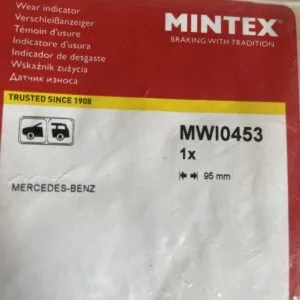 Wear indicator
Verschleißanzeiger
Témoin d'usure
Indicatore d'usura
Indicador de desgaste
Wskaźnik zużycia
Датчик износа
MINTEX
BRAKING WITH TRADITION
TRUSTED SINCE 1908
MWI0453
1x
95 mm
MERCEDES-BENZ